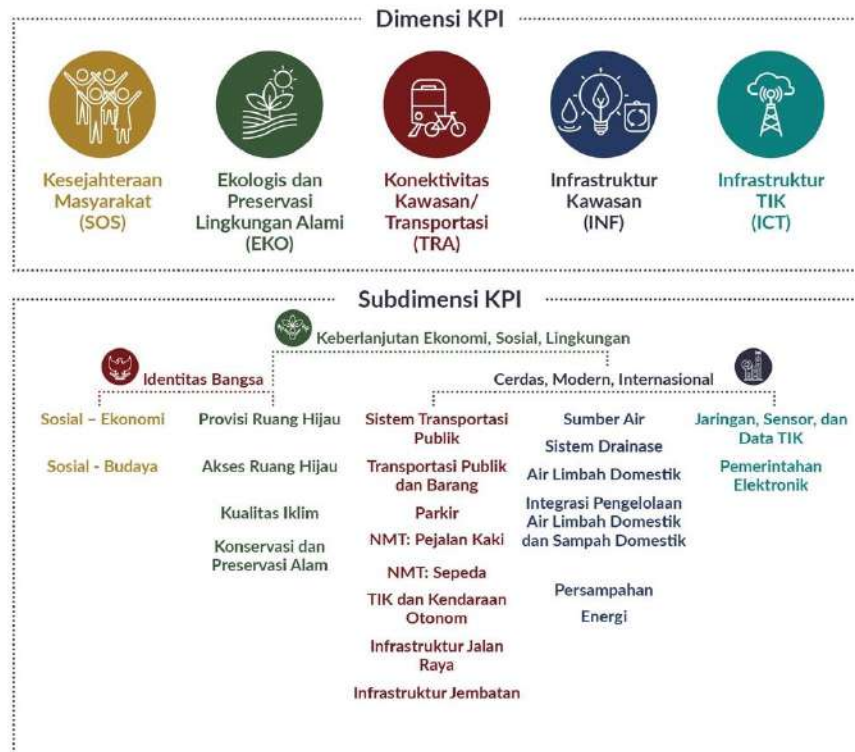 Dimensi KPI
Kesejahteraan
Masyarakat
(SOS)
Ekologis dan
Preservasi
Lingkungan Alami
(EKO)
Konektivitas
Kawasan/
Transportasi
(TRA)
Infrastruktur
Kawasan
(INF)
Infrastruktur
TIK
(ICT)
Subdimensi KPI
Keberlanjutan Ekonomi, Sosial, Lingkungan
Identitas Bangsa
Cerdas, Modern, Internasional
Sosial – Ekonomi
Sosial - Budaya
Provisi Ruang Hijau
Akses Ruang Hijau
Kualitas Iklim
Konservasi dan
Preservasi Alam
Sistem Transportasi
Publik
Transportasi Publik
dan Barang
Parkir
NMT: Pejalan Kaki
NMT: Sepeda
TIK dan Kendaraan
Otonom
Infrastruktur Jalan
Raya
Infrastruktur Jembatan
Sumber Air
Sistem Drainase
Air Limbah Domestik
Integrasi Pengelolaan
Air Limbah Domestik
dan Sampah Domestik
Persampahan
Energi
Jaringan, Sensor, dan
Data TIK
Pemerintahan
Elektronik